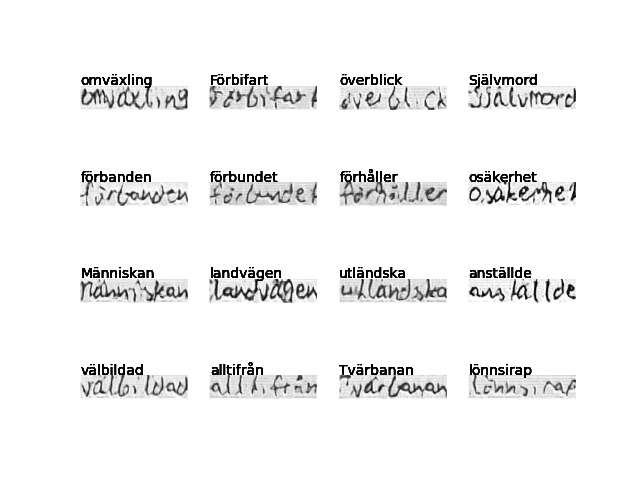 omväxling Förbifart överblick Självmord
omväxling Förbifart överblick Självmord
förbanden förbundet förhåller osäkerhet
förbanden förbundet förhåller osäkerhet
Människan landvägen utländska anställde
Människan landvägen utländska anställde
välbildad alltifrån Tvärbanan lönnsirap
välbildad alltifrån Tvärbanan lönnsirap